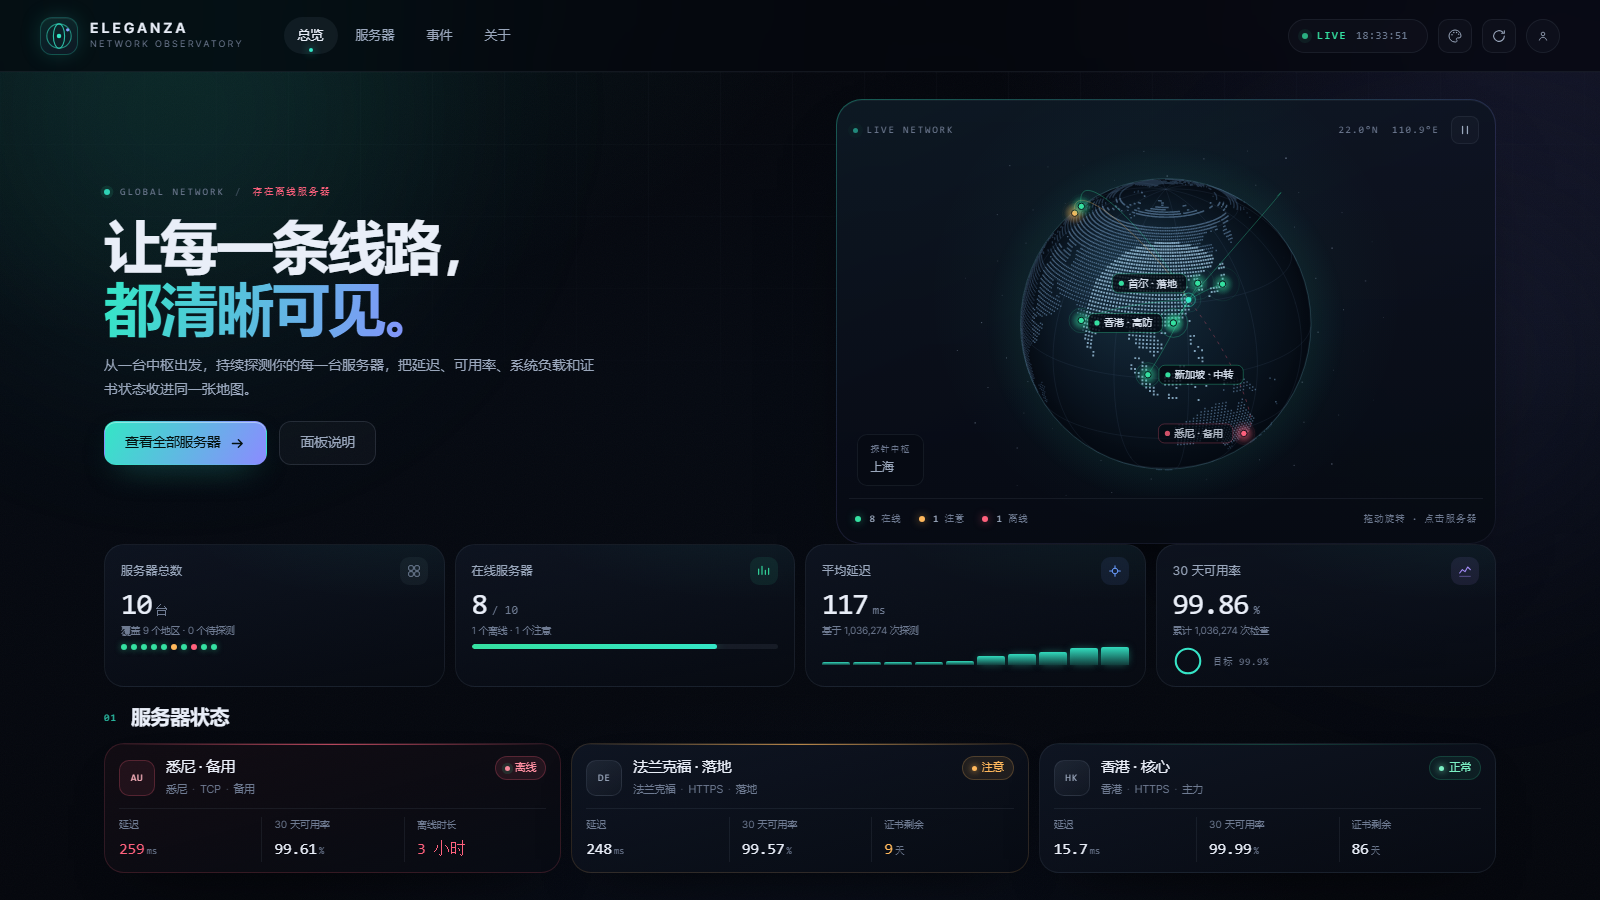 ELEGANZA
NETWORK OBSERVATORY
总览
服务器
事件
关于
LIVE 18:33:51
GLOBAL NETWORK / 存在离线服务器
让每一条线路，
都清晰可见。
从一台中枢出发，持续探测你的每一台服务器，把延迟、可用率、系统负载和证
书状态收进同一张地图。
查看全部服务器 →
面板说明
LIVE NETWORK
22.0°N 110.9°E
首尔 · 落地
香港 · 高防
新加坡 · 中转
悉尼 · 备用
探针中枢
上海
8 在线 1 注意 1 离线
拖动旋转 · 点击服务器
服务器总数
10 台
覆盖 9 个地区 · 0 个待探测
在线服务器
8 / 10
1 个离线 · 1 个注意
平均延迟
117 ms
基于 1,036,274 次探测
30 天可用率
99.86 %
累计 1,036,274 次检查
目标 99.9%
01 服务器状态
AU
悉尼 · 备用
悉尼 · TCP · 备用
离线
延迟
259 ms
30 天可用率
99.61 %
离线时长
3 小时
DE
法兰克福 · 落地
法兰克福 · HTTPS · 落地
注意
延迟
248 ms
30 天可用率
99.57 %
证书剩余
9 天
HK
香港 · 核心
香港 · HTTPS · 主力
正常
延迟
15.7 ms
30 天可用率
99.99 %
证书剩余
86 天